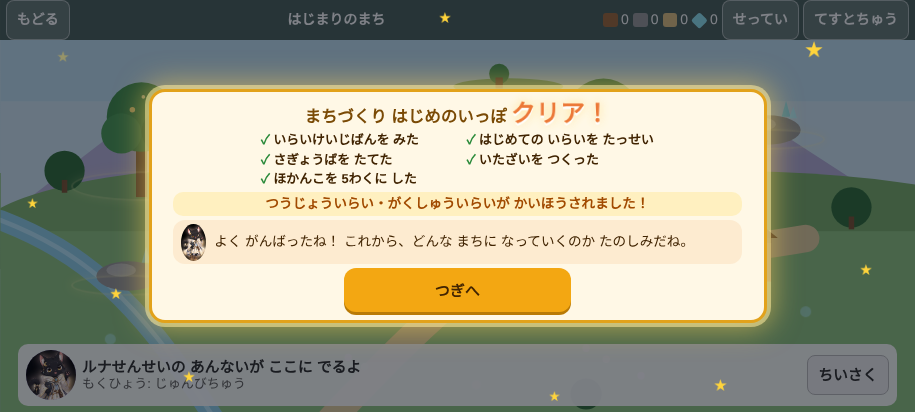 もどる
はじまりのまち
0 0 0 0
せってい
てすとちゅう
まちづくり はじめのいっぽ クリア！
✓いらいけいじばんを みた
✓はじめての いらいを たっせい
✓さぎょうばを たてた
✓いたざいを つくった
✓ほかんこを 5わくに した
つうじょういらい・がくしゅういらいが かいほうされました！
よく がんばったね！ これから、どんな まちに なっていくのか たのしみだね。
つぎへ
ルナせんせいの あんないが ここに でるよ
もくひょう: じゅんびちゅう
ちいさく